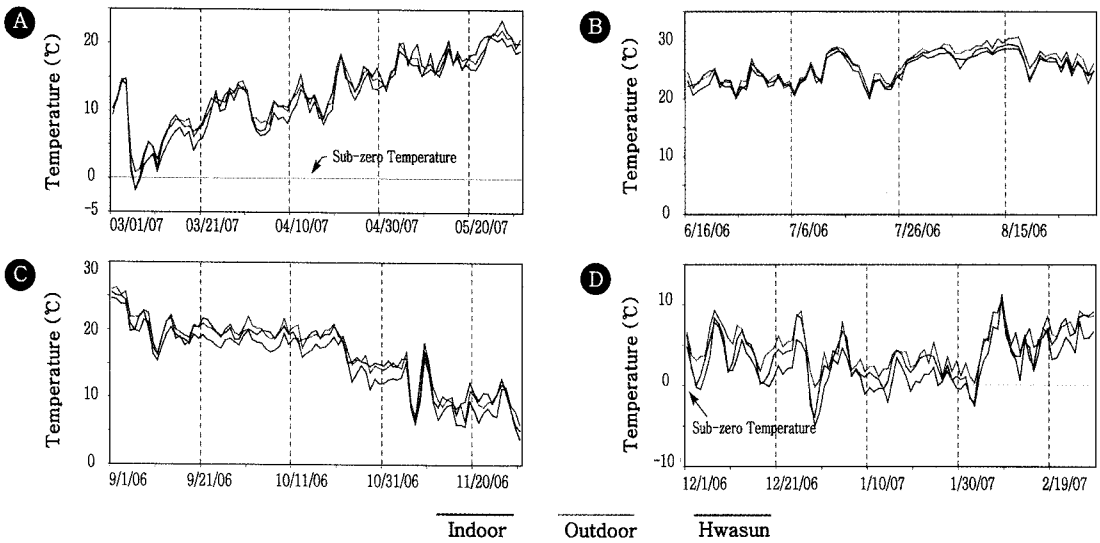 A
Temperature (℃)
20
10
0
-5
Sub-zero Temperature
03/01/07 03/21/07 04/10/07 04/30/07 05/20/07
B
Temperature (℃)
30
30
20
10
0
6/16/06 7/6/06 7/26/06 8/15/06
C
Temperature (℃)
30
20
10
0
9/1/06 9/21/06 10/11/06 10/31/06 11/20/06
D
Temperature (℃)
10
0
-10
Sub-zero Temperature
12/1/06 12/21/06 1/10/07 1/30/07 2/19/07
Indoor Outdoor Hwasun